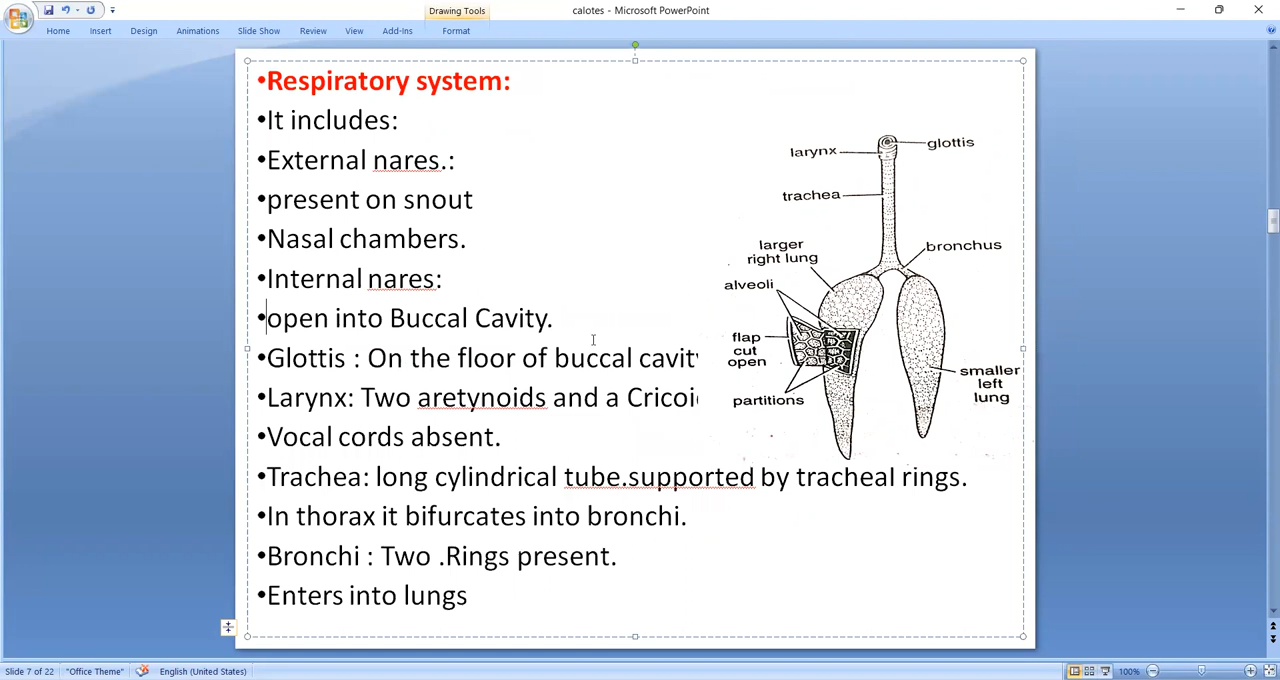 Drawing Tools
calotes - Microsoft PowerPoint
Home Insert Design Animations Slide Show Review View Add-Ins Format
•Respiratory system:
•It includes:
•External nares.:
•present on snout
•Nasal chambers.
•Internal nares:
•open into Buccal Cavity.
•Glottis : On the floor of buccal
•Larynx: Two aretynoids and a
•Vocal cords absent.
•Trachea: long cylindrical tube.supported by tracheal rings.
•In thorax it bifurcates into bronchi.
•Bronchi : Two .Rings present.
•Enters into lungs
glottis
larynx
trachea
bronchus
larger
right lung
alveoli
flap
cut
open
smaller
left
lung
partitions
Slide 7 of 22 "Office Theme" English (United States) 100%